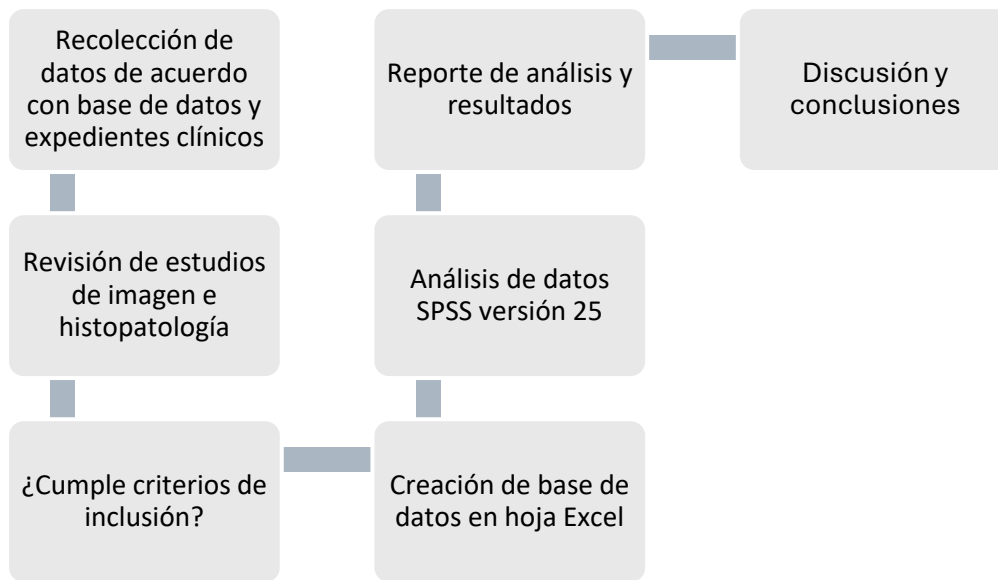 Recolección de
datos de acuerdo
con base de datos y
expedientes clínicos
Revisión de estudios
de imagen e
histopatología
¿Cumple criterios de
inclusión?
Creación de base de
datos en hoja Excel
Análisis de datos
SPSS versión 25
Reporte de análisis y
resultados
Discusión y
conclusiones